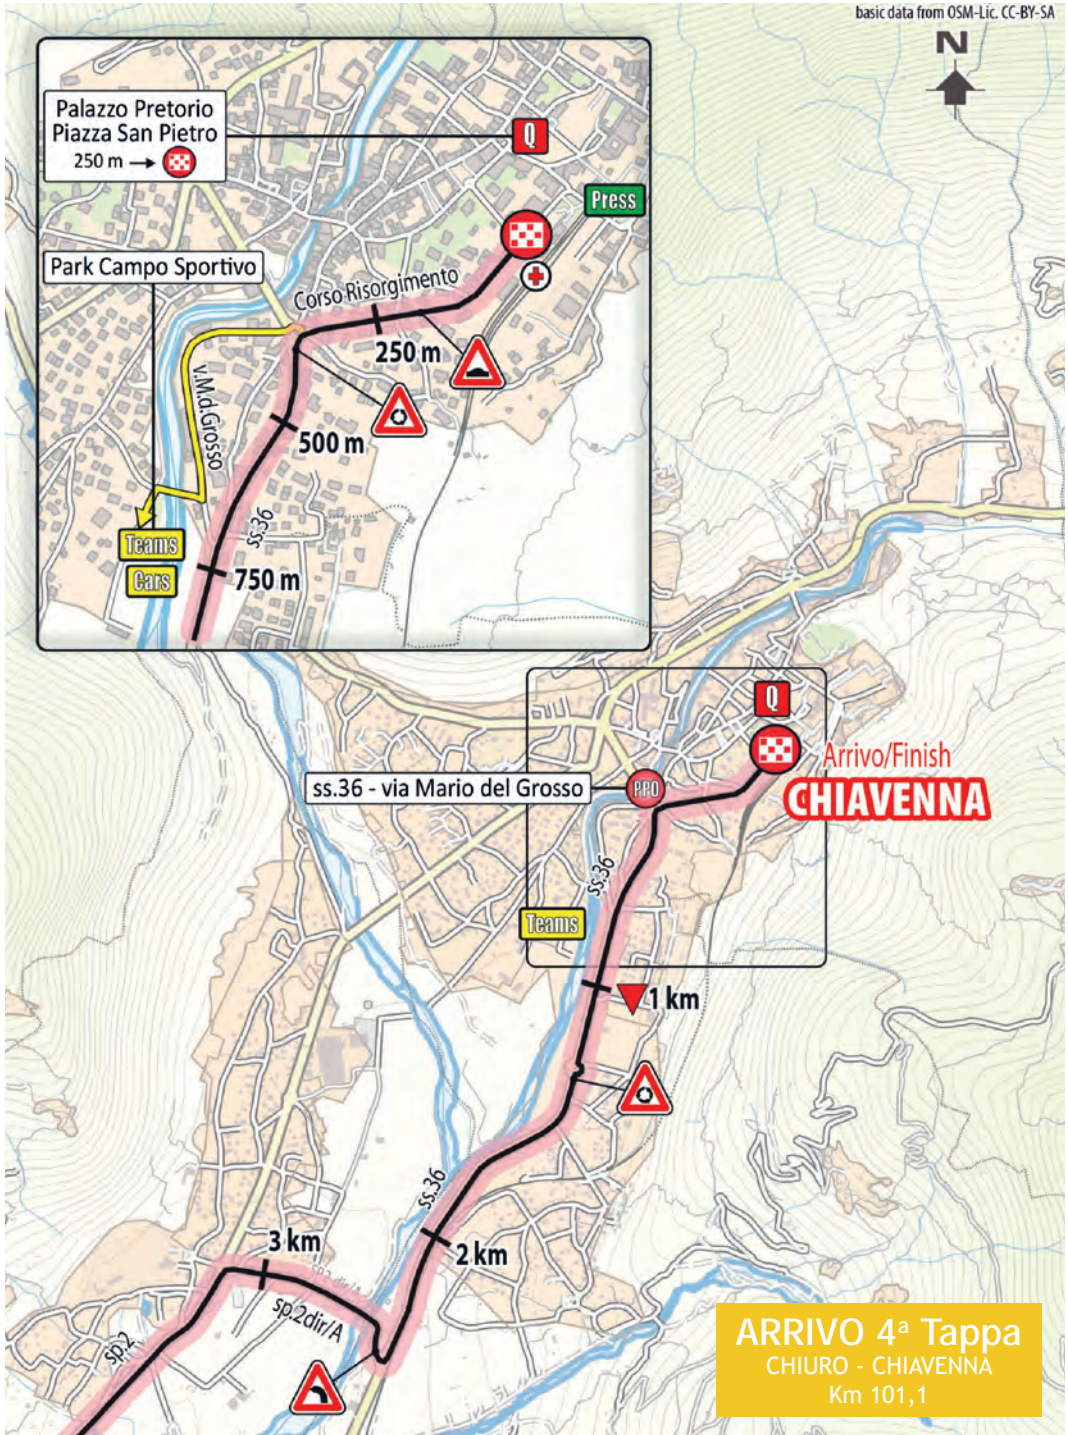 basic data from OSM-Lic. CC-BY-SA
N
Palazzo Pretorio
Piazza San Pietro
250 m
Q
Press
Park Campo Sportivo
Corso Risorgimento
250 m
v.M.d.Grosso
500 m
ss.36
Teams
Cars
750 m
Q
Arrivo/Finish
CHIAVENNA
ss.36 - via Mario del Grosso
PPO
ss.36
Teams
1 km
ss.36
3 km
2 km
sp.2dir/A
sp.2
ARRIVO 4ª Tappa
CHIURO - CHIAVENNA
Km 101,1